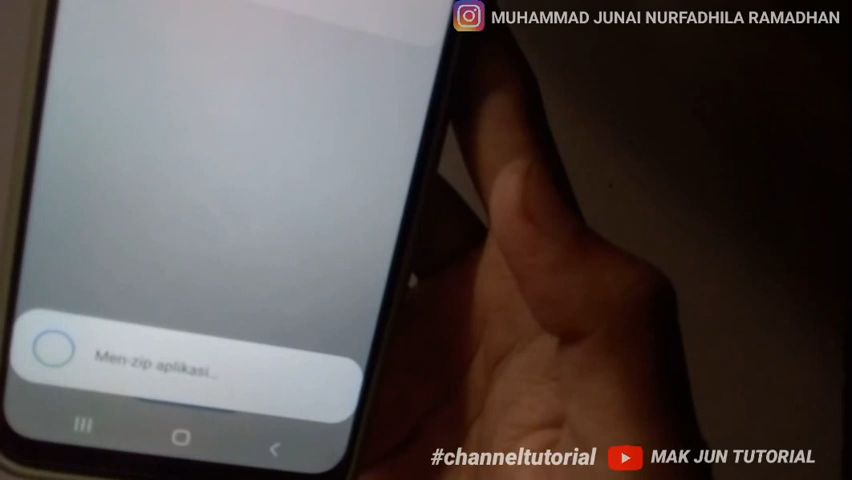 MUHAMMAD JUNAI NURFADHILA RAMADHAN
Men-zip aplikasi...
#channeltutorial MAK JUN TUTORIAL